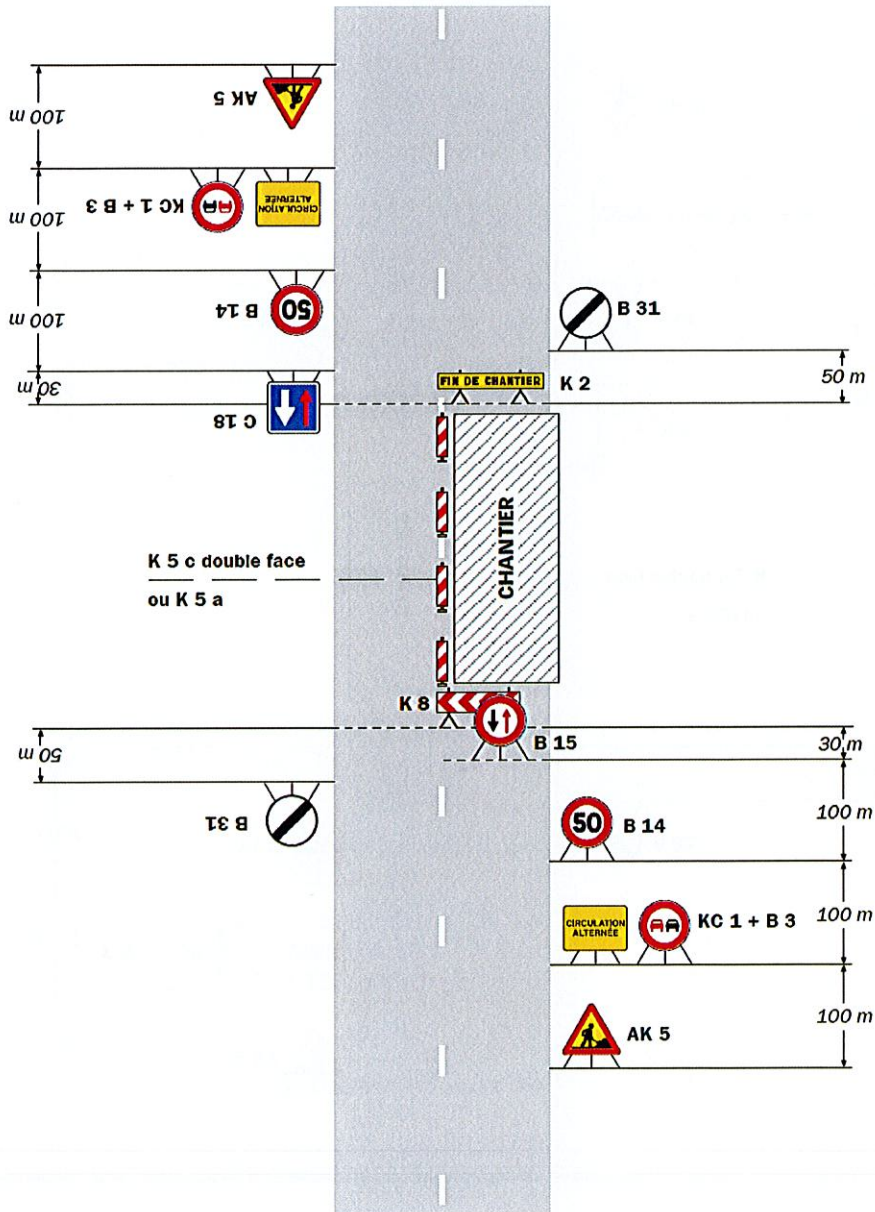 AK 5
100 m
KC 1 + B 3
CIRCULATION
ALTERNÉE
100 m
B 14
50
100 m
B 31
50 m
30 m
C 18
FIN DE CHANTIER
K 2
K 5 c double face
ou K 5 a
CHANTIER
K 8
B 15
30 m
50 m
B 31
50
B 14
100 m
CIRCULATION
ALTERNÉE
KC 1 + B 3
100 m
AK 5
100 m